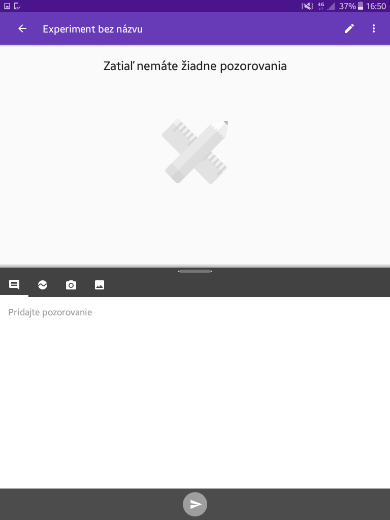 37% 16:50
Experiment bez názvu
Zatiaľ nemáte žiadne pozorovania
Pridajte pozorovanie